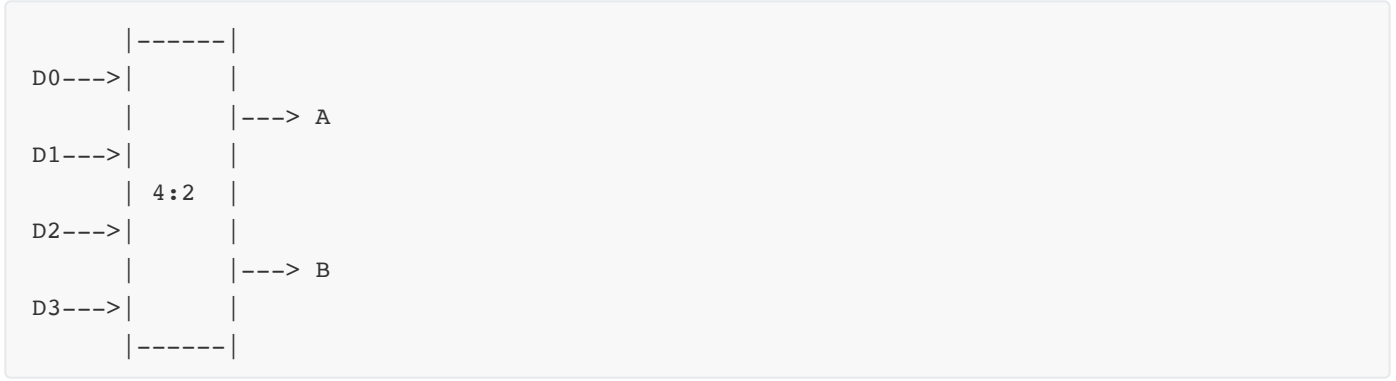 |------|
D0--->|       |
      |       |---> A
D1--->|       |
      | 4:2   |
D2--->|       |
      |       |---> B
D3--->|       |
      |------|